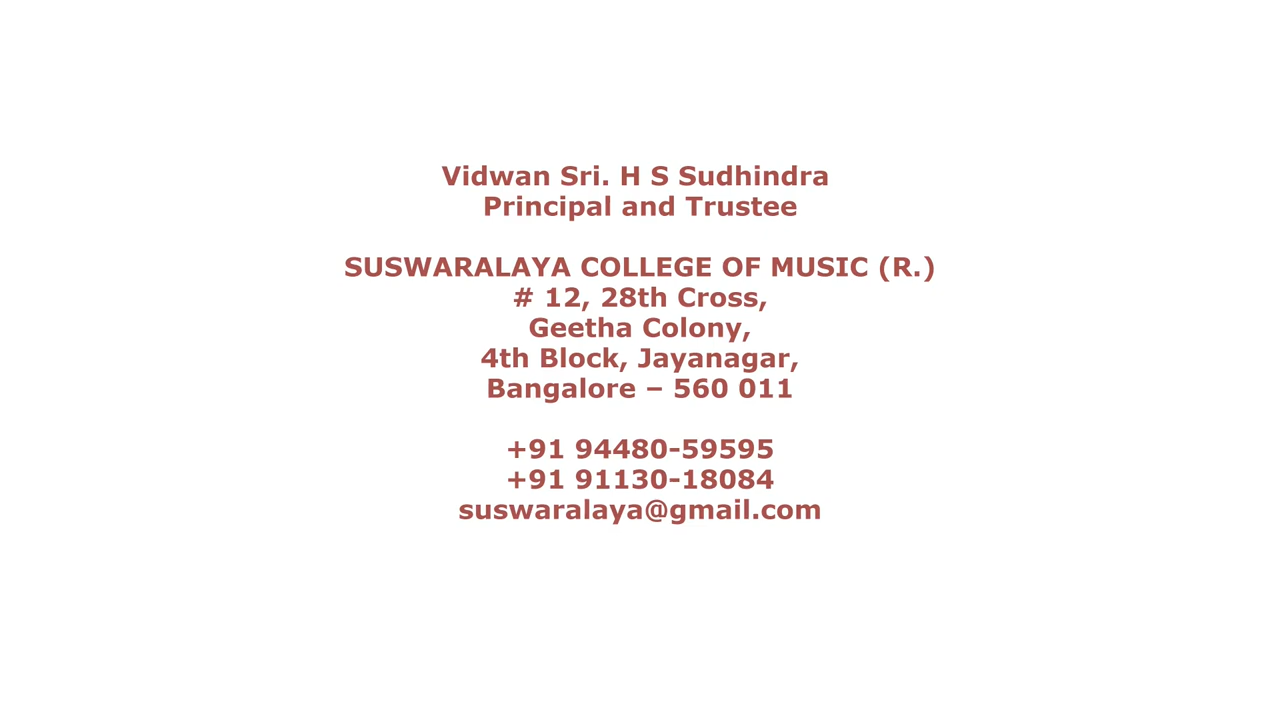 Vidwan Sri. H S Sudhindra
Principal and Trustee
SUSWARALAYA COLLEGE OF MUSIC (R.)
# 12, 28th Cross,
Geetha Colony,
4th Block, Jayanagar,
Bangalore – 560 011
+91 94480-59595
+91 91130-18084
suswaralaya@gmail.com